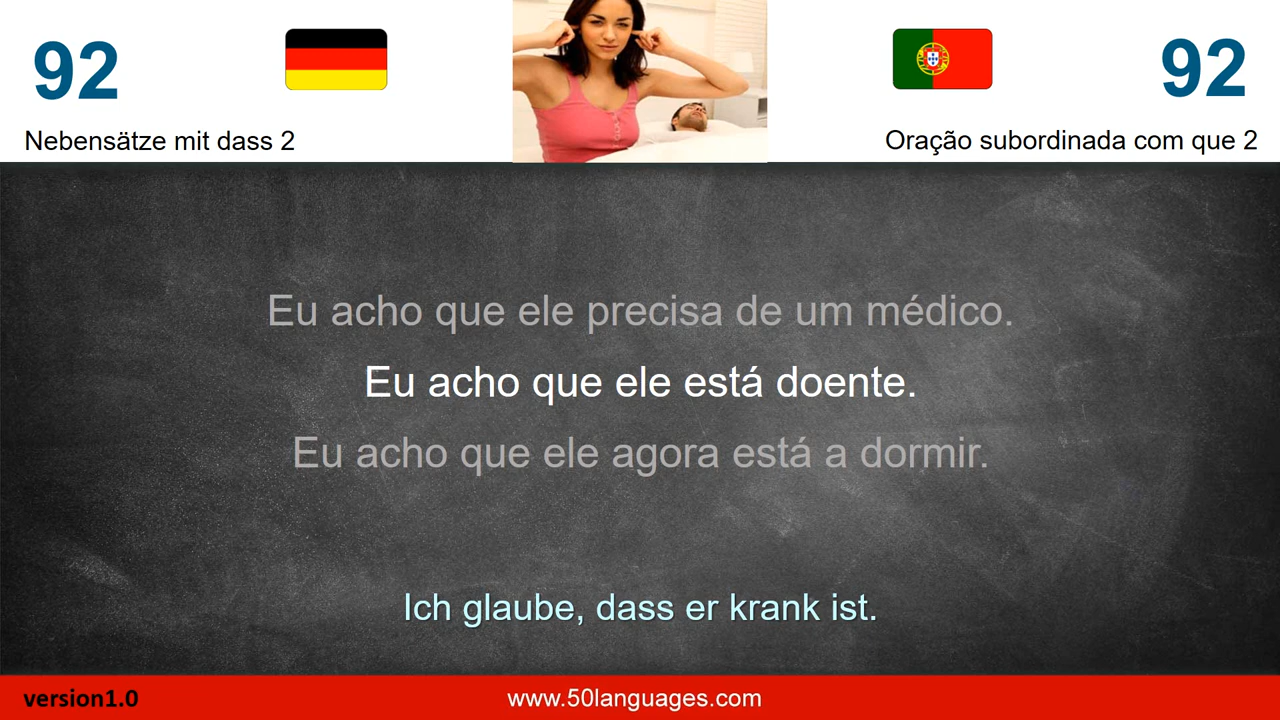 92
92
Nebensätze mit dass 2
Oração subordinada com que 2
Eu acho que ele precisa de um médico.
Eu acho que ele está doente.
Eu acho que ele agora está a dormir.
Ich glaube, dass er krank ist.
version1.0
www.50languages.com